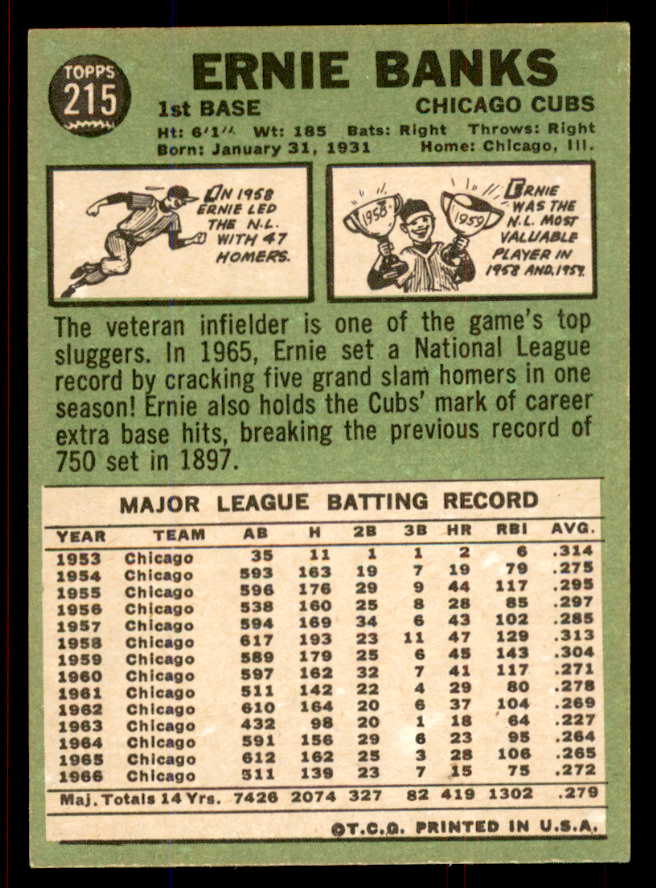 TOPPS
215
ERNIE BANKS
1st BASE CHICAGO CUBS
Ht: 6'1" Wt: 185 Bats: Right Throws: Right
Born: January 31, 1931 Home: Chicago, Ill.
IN 1958
ERNIE LED
THE N.L.
WITH 47
HOMERS.
1958
1959
ERNIE
WAS THE
N.L. MOST
VALUABLE
PLAYER IN
1958 AND, 1959.
The veteran infielder is one of the game's top
sluggers. In 1965, Ernie set a National League
record by cracking five grand slam homers in one
season! Ernie also holds the Cubs' mark of career
extra base hits, breaking the previous record of
750 set in 1897.
MAJOR LEAGUE BATTING RECORD
YEAR TEAM AB H 2B 3B HR RBI AVG.
1953 Chicago 35 11 1 1 2 6 .314
1954 Chicago 593 163 19 7 19 79 .275
1955 Chicago 596 176 29 9 44 117 .295
1956 Chicago 538 160 25 8 28 85 .297
1957 Chicago 594 169 34 6 43 102 .285
1958 Chicago 617 193 23 11 47 129 .313
1959 Chicago 589 179 25 6 45 143 .304
1960 Chicago 597 162 32 7 41 117 .271
1961 Chicago 511 142 22 4 29 80 .278
1962 Chicago 610 164 20 6 37 104 .269
1963 Chicago 432 98 20 1 18 64 .227
1964 Chicago 591 156 29 6 23 95 .264
1965 Chicago 612 162 25 3 28 106 .265
1966 Chicago 511 139 23 7 15 75 .272
Maj. Totals 14 Yrs. 7426 2074 327 82 419 1302 .279
©T.C.G. PRINTED IN U.S.A.